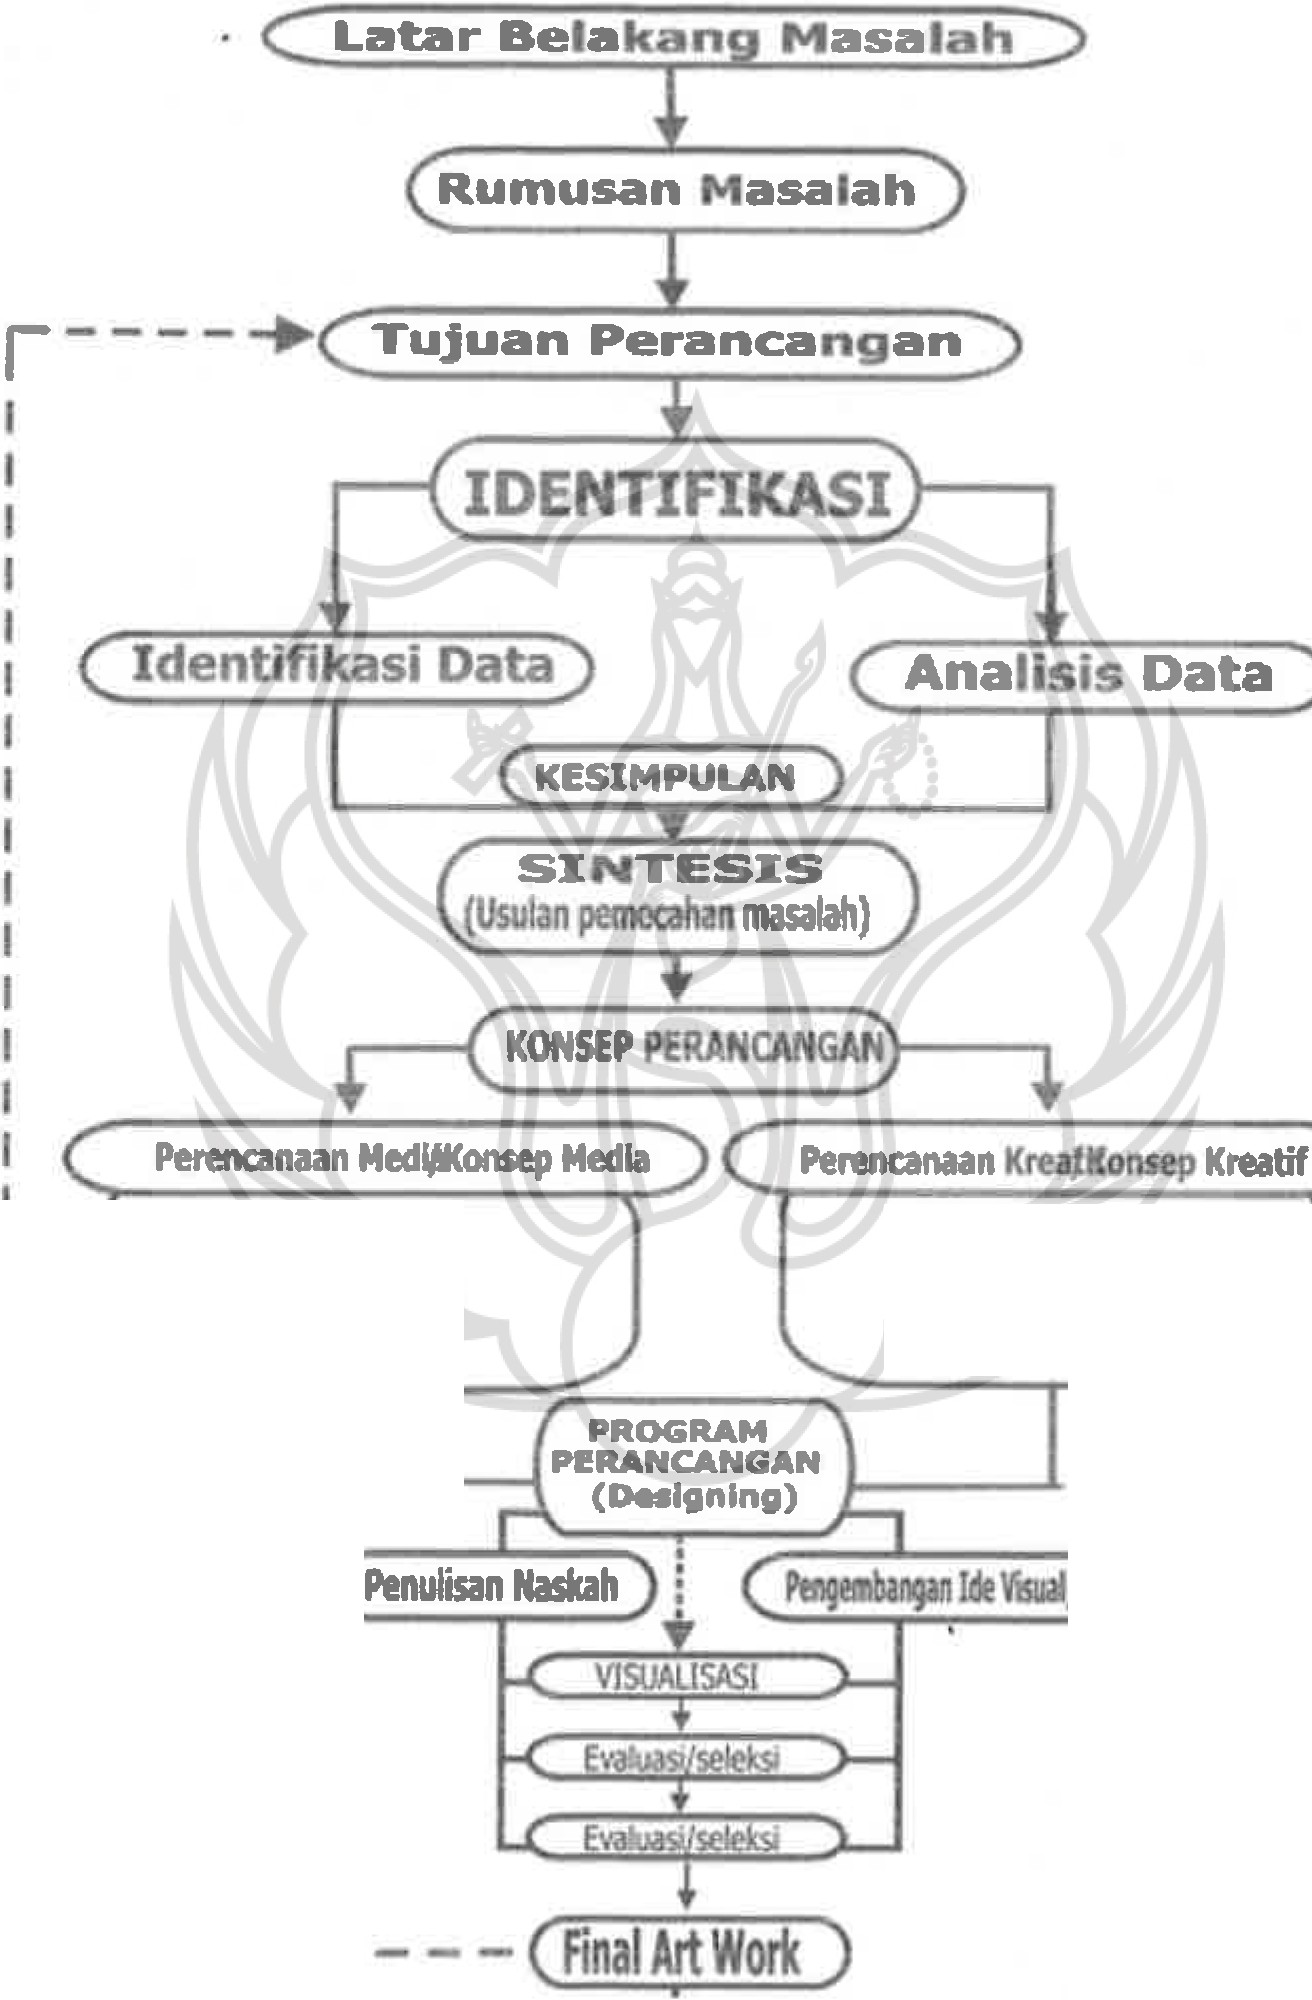 Latar Belakang Masalah
Rumusan Masalah
Tujuan Perancangan
IDENTIFIKASI
Identifikasi Data
Analisis Data
KESIMPULAN
SINTESIS
(Usulan pemocahan masalah)
KONSEP PERANCANGAN
Perencanaan Media/Konsep Media
Perencanaan Kreatif/Konsep Kreatif
PROGRAM
PERANCANGAN
(Designing)
Penulisan Naskah
Pengembangan Ide Visual
VISUALISASI
Evaluasi/seleksi
Evaluasi/seleksi
Final Art Work